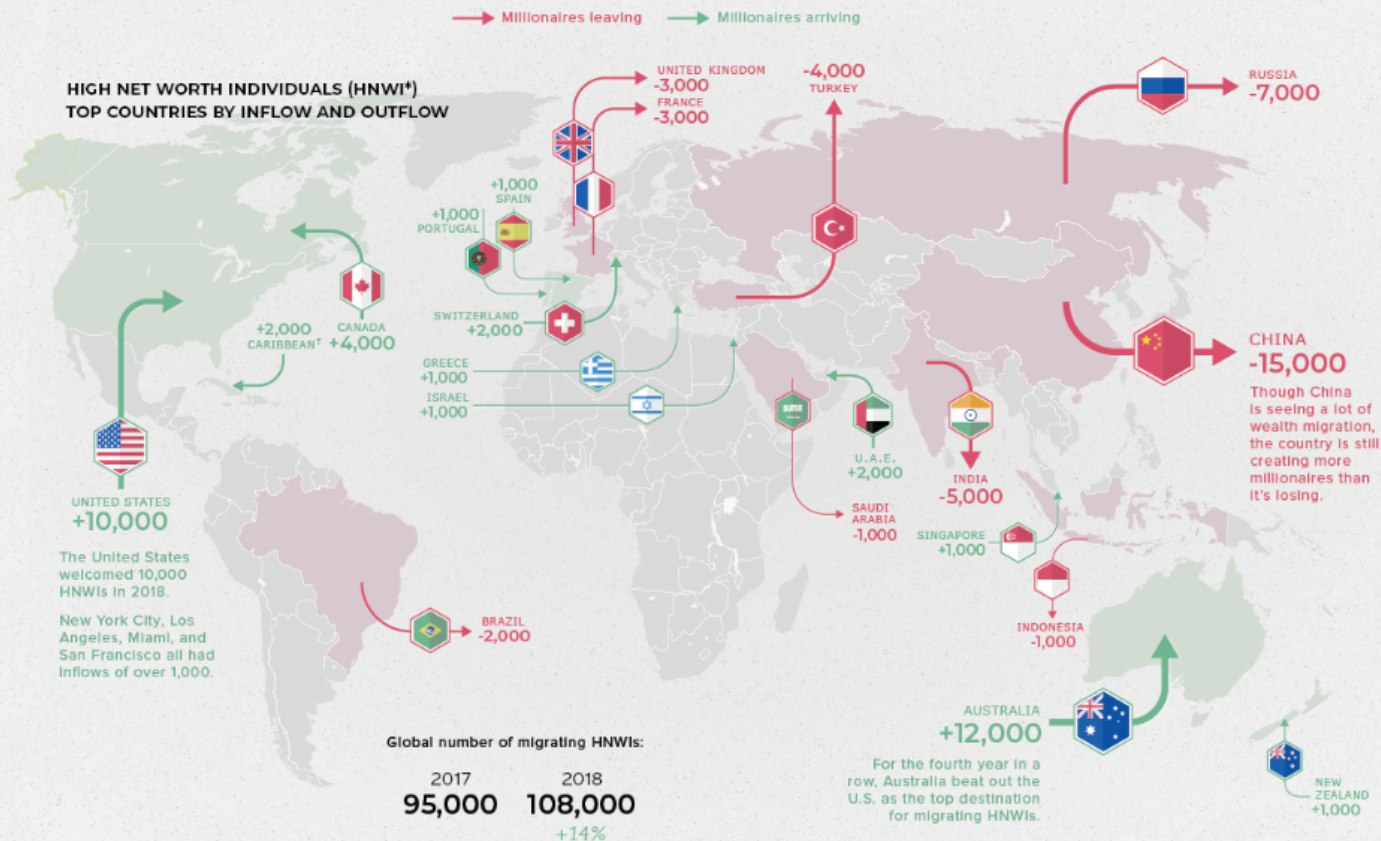 Millionaires leaving
Millionaires arriving
HIGH NET WORTH INDIVIDUALS (HNWI*)
TOP COUNTRIES BY INFLOW AND OUTFLOW
UNITED KINGDOM
-3,000
FRANCE
-3,000
-4,000
TURKEY
RUSSIA
-7,000
+1,000
SPAIN
+1,000
PORTUGAL
SWITZERLAND
+2,000
GREECE
+1,000
ISRAEL
+1,000
+2,000
CARIBBEAN†
CANADA
+4,000
UNITED STATES
+10,000
The United States
welcomed 10,000
HNWIs in 2018.
New York City, Los
Angeles, Miami, and
San Francisco all had
inflows of over 1,000.
BRAZIL
-2,000
CHINA
-15,000
Though China
is seeing a lot of
wealth migration,
the country is still
creating more
millionaires than
it's losing.
U.A.E.
+2,000
INDIA
-5,000
SAUDI
ARABIA
-1,000
SINGAPORE
+1,000
INDONESIA
-1,000
AUSTRALIA
+12,000
For the fourth year in a
row, Australia beat out the
U.S. as the top destination
for migrating HNWIs.
NEW
ZEALAND
+1,000
Global number of migrating HNWIs:
2017
95,000
2018
108,000
+14%